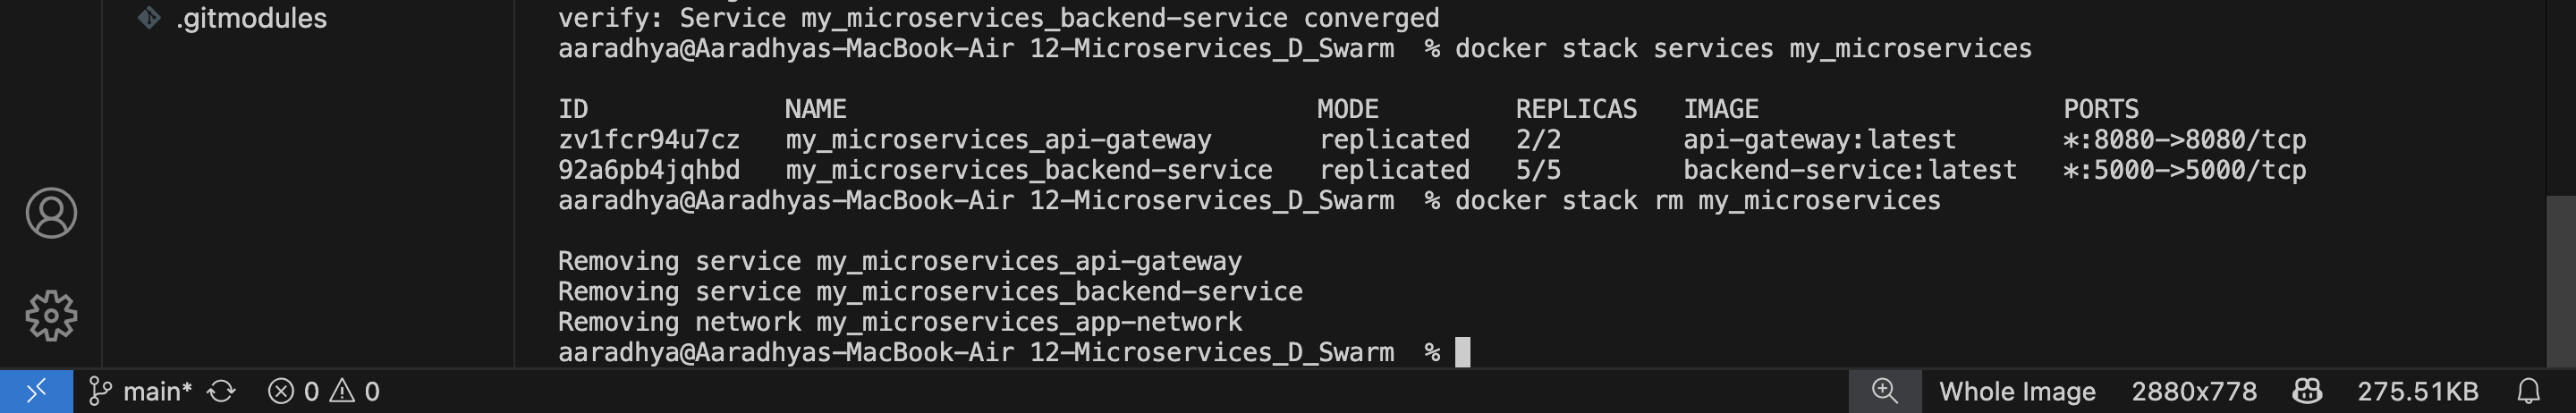 .gitmodules
verify: Service my_microservices_backend-service converged
aaradhya@Aaradhyas-MacBook-Air 12-Microservices_D_Swarm % docker stack services my_microservices
ID NAME MODE REPLICAS IMAGE PORTS
zv1fcr94u7cz my_microservices_api-gateway replicated 2/2 api-gateway:latest *:8080->8080/tcp
92a6pb4jqhbd my_microservices_backend-service replicated 5/5 backend-service:latest *:5000->5000/tcp
aaradhya@Aaradhyas-MacBook-Air 12-Microservices_D_Swarm % docker stack rm my_microservices
Removing service my_microservices_api-gateway
Removing service my_microservices_backend-service
Removing network my_microservices_app-network
aaradhya@Aaradhyas-MacBook-Air 12-Microservices_D_Swarm %
main* 0 0 Whole Image 2880x778 275.51KB